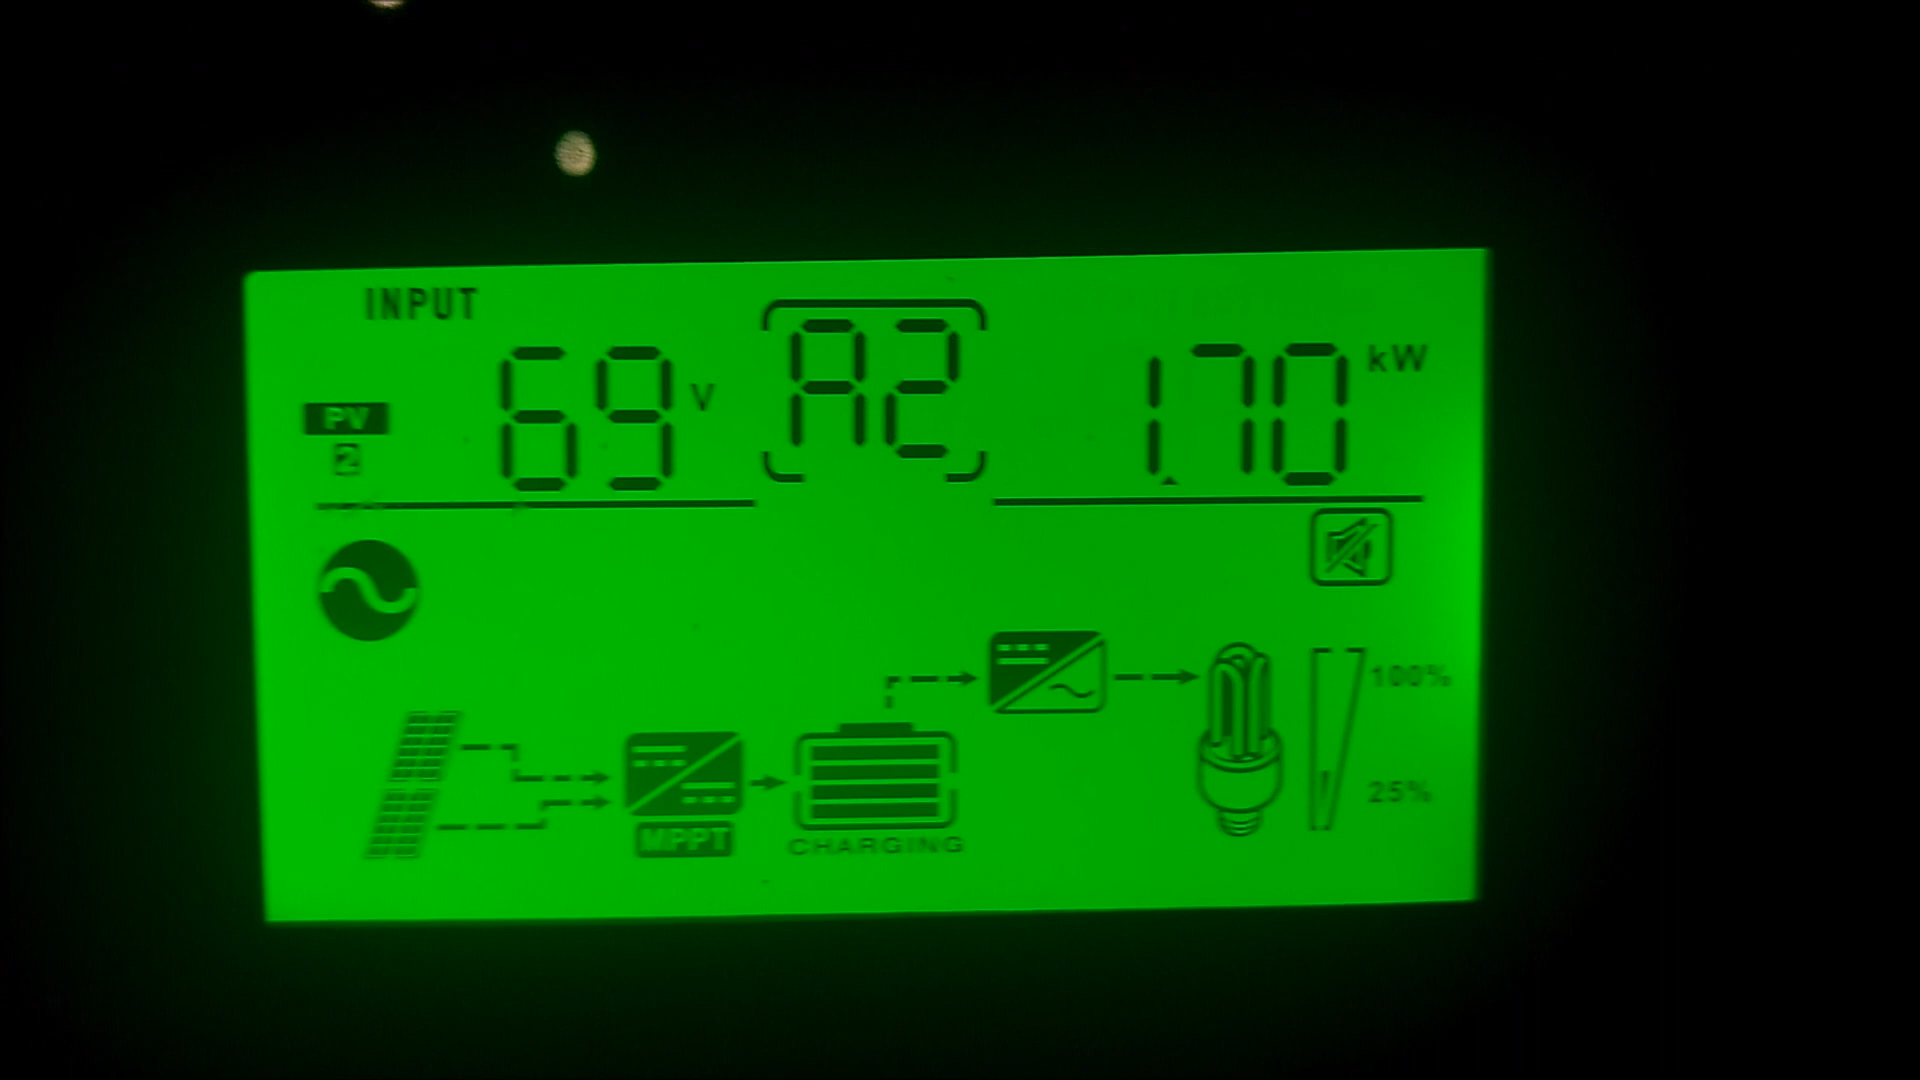 INPUT
PV 2 69 V A2 1.70 kW
100%
25%
MPPT
CHARGING